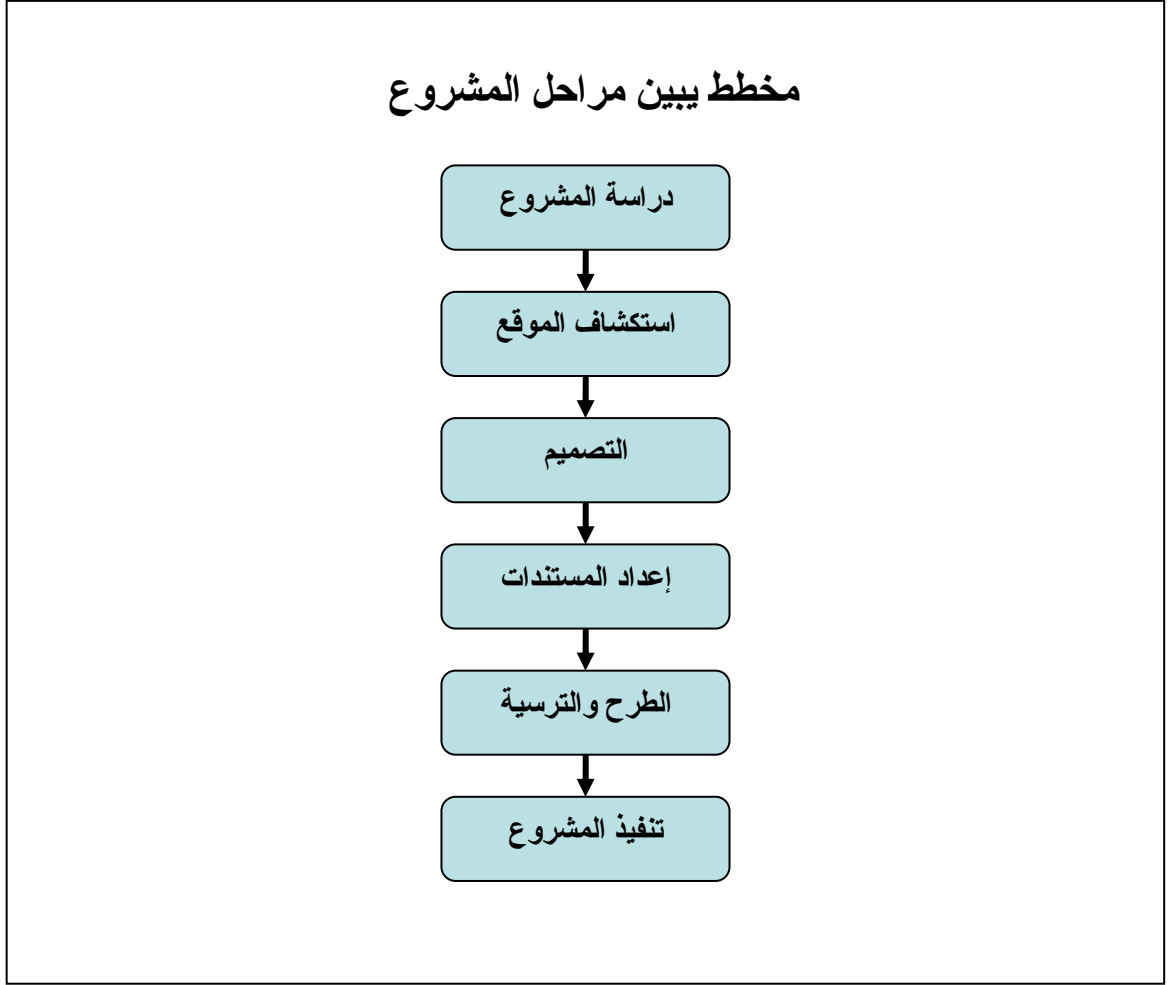 مخطط يبين مراحل المشروع
دراسة المشروع
استكشاف الموقع
التصميم
إعداد المستندات
الطرح والترسية
تنفيذ المشروع